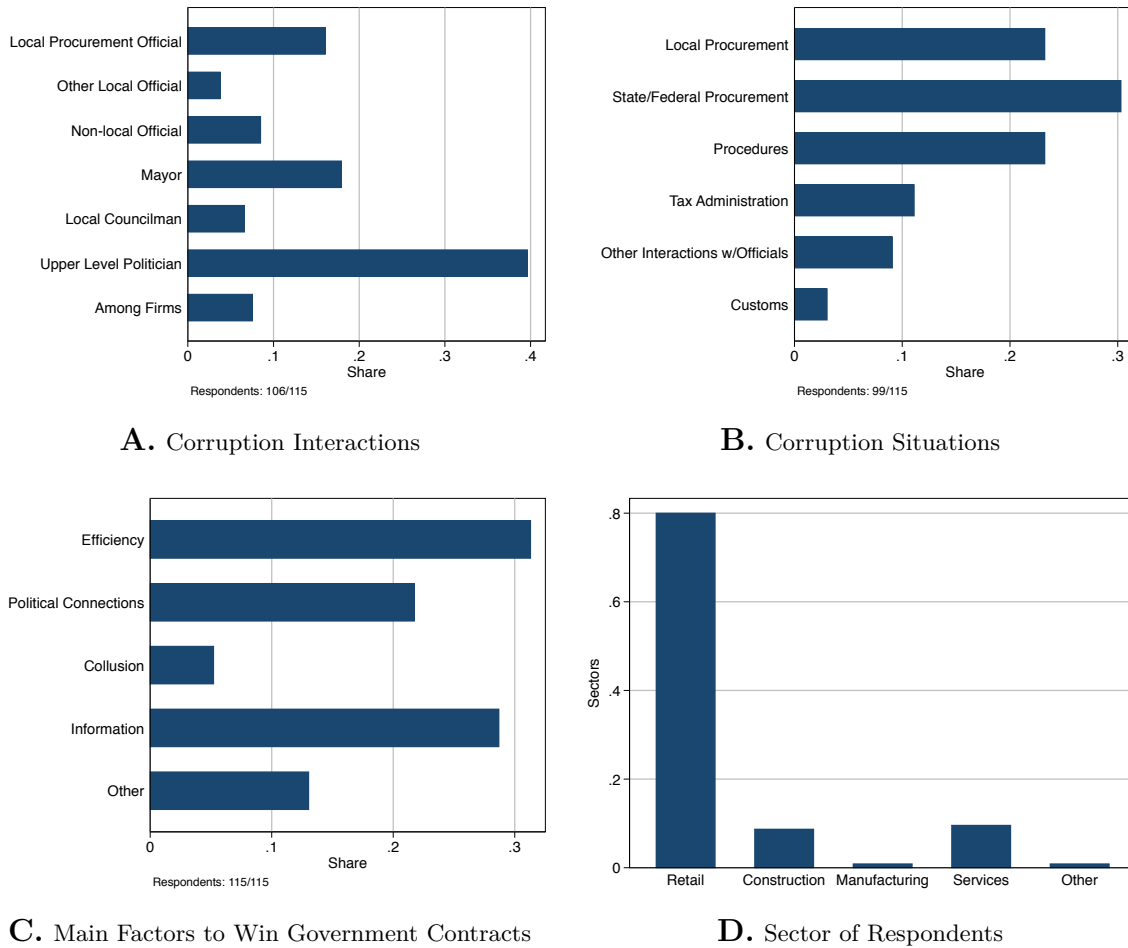 Local Procurement Official
Other Local Official
Non-local Official
Mayor
Local Councilman
Upper Level Politician
Among Firms
0 .1 .2 .3 .4
Share
Respondents: 106/115
A. Corruption Interactions
Local Procurement
State/Federal Procurement
Procedures
Tax Administration
Other Interactions w/Officials
Customs
0 .1 .2 .3
Share
Respondents: 99/115
B. Corruption Situations
Efficiency
Political Connections
Collusion
Information
Other
0 .1 .2 .3
Share
Respondents: 115/115
C. Main Factors to Win Government Contracts
.8
.6
.4
.2
0
Sectors
Retail Construction Manufacturing Services Other
D. Sector of Respondents